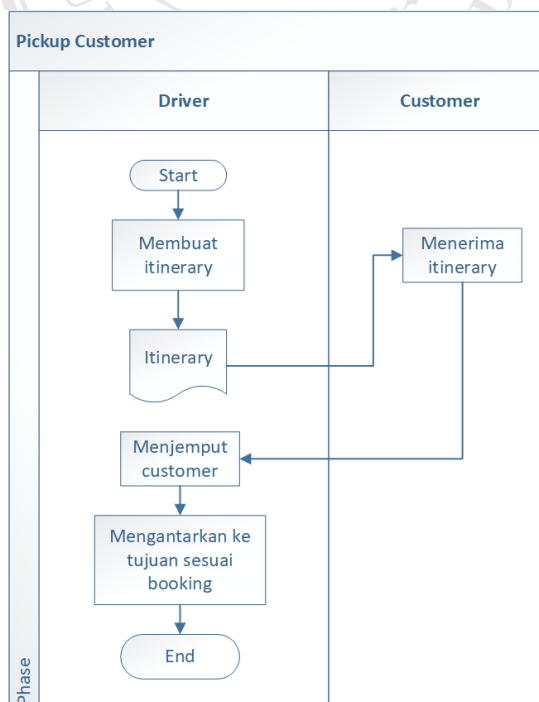 Pickup Customer
Driver
Customer
Start
Membuat
itinerary
Menerima
itinerary
Itinerary
Menjemput
customer
Mengantarkan ke
tujuan sesuai
booking
End
Phase